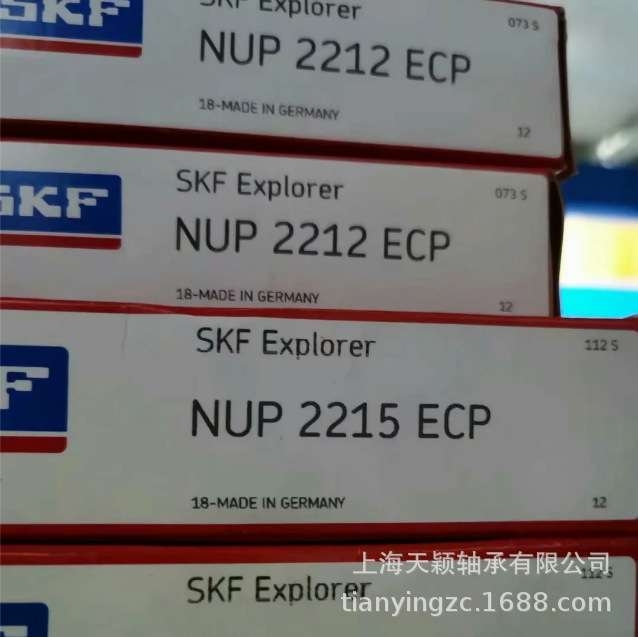 SKF
SKF Explorer
073 S
NUP 2212 ECP
18-MADE IN GERMANY
12
SKF
SKF Explorer
073 S
NUP 2212 ECP
18-MADE IN GERMANY
12
SKF Explorer
112 S
NUP 2215 ECP
18-MADE IN GERMANY
12
上海天颖轴承有限公司
SKF Explorer
112 S
tianyingzc.1688.com